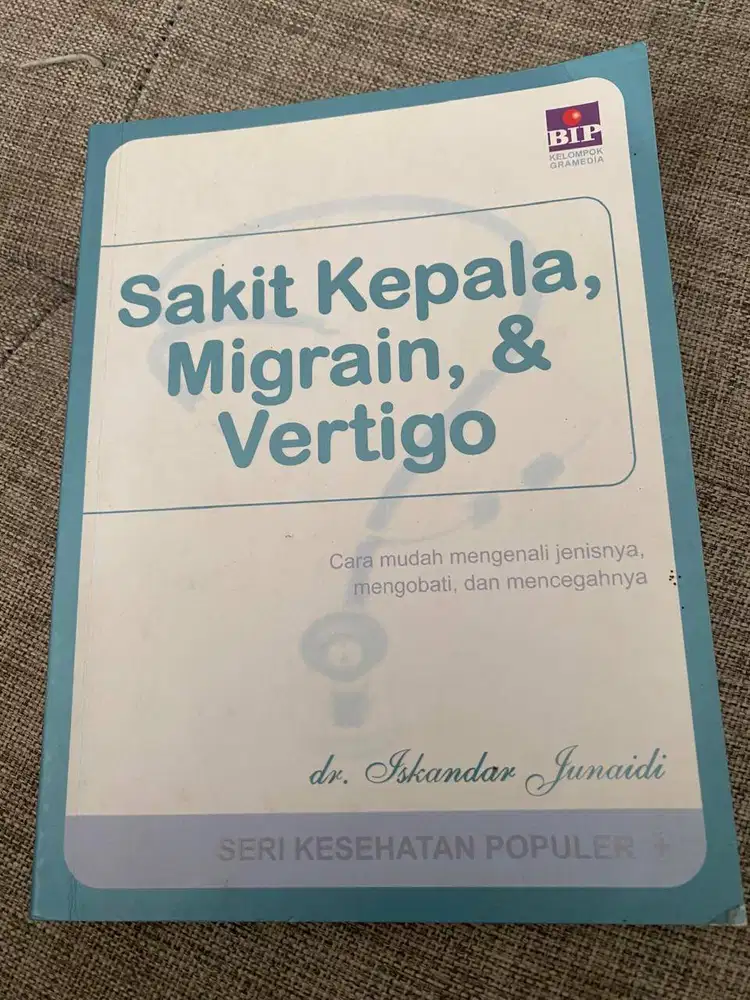 BIP
KELOMPOK
GRAMEDIA
Sakit Kepala,
Migrain, &
Vertigo
Cara mudah mengenali jenisnya,
mengobati, dan mencegahnya
dr. Iskandar Junaidi
SERI KESEHATAN POPULER +